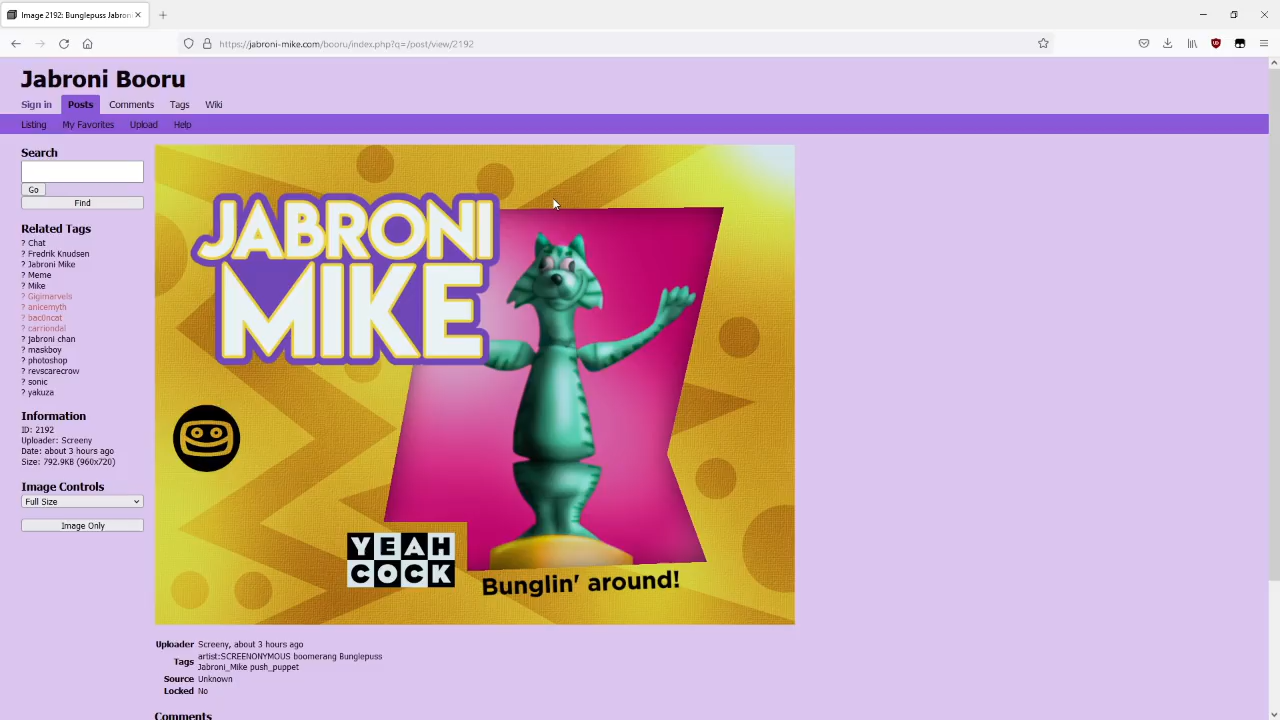 Image 2192: Bunglepuss Jabroni
https://jabroni-mike.com/booru/index.php?q=/post/view/2192
Jabroni Booru
Sign in Posts Comments Tags Wiki
Listing My Favorites Upload Help
Search
Go
Find
Related Tags
? Chat
? Fredrik Knudsen
? Jabroni Mike
? Meme
? Mike
? Gigimarvels
? anicemyth
? bac0ncat
? carriondal
? Jabroni chan
? maskboy
? photoshop
? revscarecrow
? sonic
? yakuza
Information
ID: 2192
Uploader: Screeny
Date: about 3 hours ago
Size: 792.9KB (960x720)
Image Controls
Full Size
Image Only
JABRONI
MIKE
YEAH
COCK
Bunglin' around!
Uploader Screeny, about 3 hours ago
Tags artist:SCREENONYMOUS boomerang Bunglepuss
Jabroni_Mike push_puppet
Source Unknown
Locked No
Comments